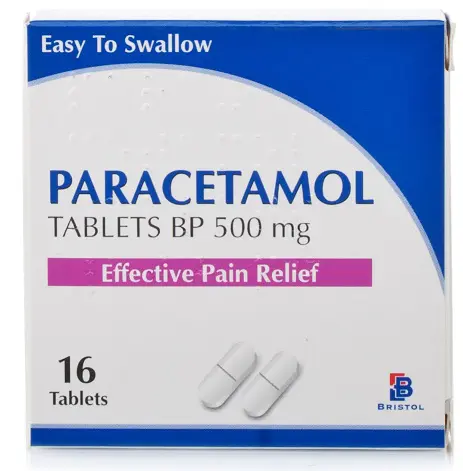 Easy To Swallow
PARACETAMOL
TABLETS BP 500 mg
Effective Pain Relief
16
Tablets
B
BRISTOL